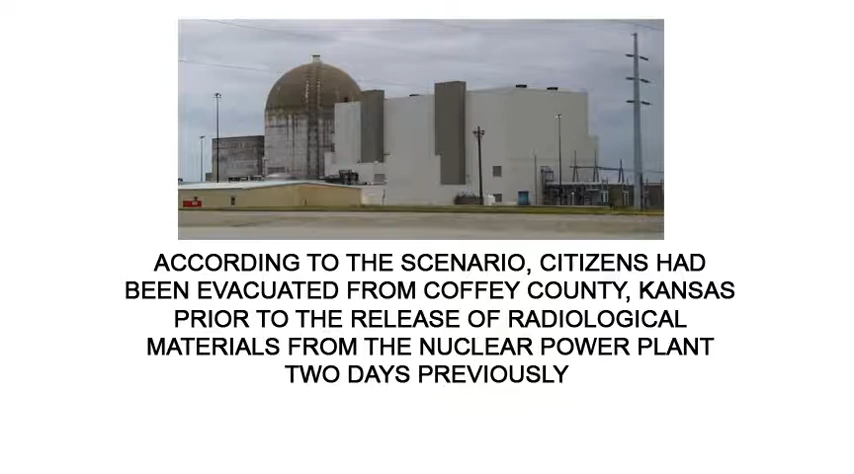 ACCORDING TO THE SCENARIO, CITIZENS HAD
BEEN EVACUATED FROM COFFEY COUNTY, KANSAS
PRIOR TO THE RELEASE OF RADIOLOGICAL
MATERIALS FROM THE NUCLEAR POWER PLANT
TWO DAYS PREVIOUSLY